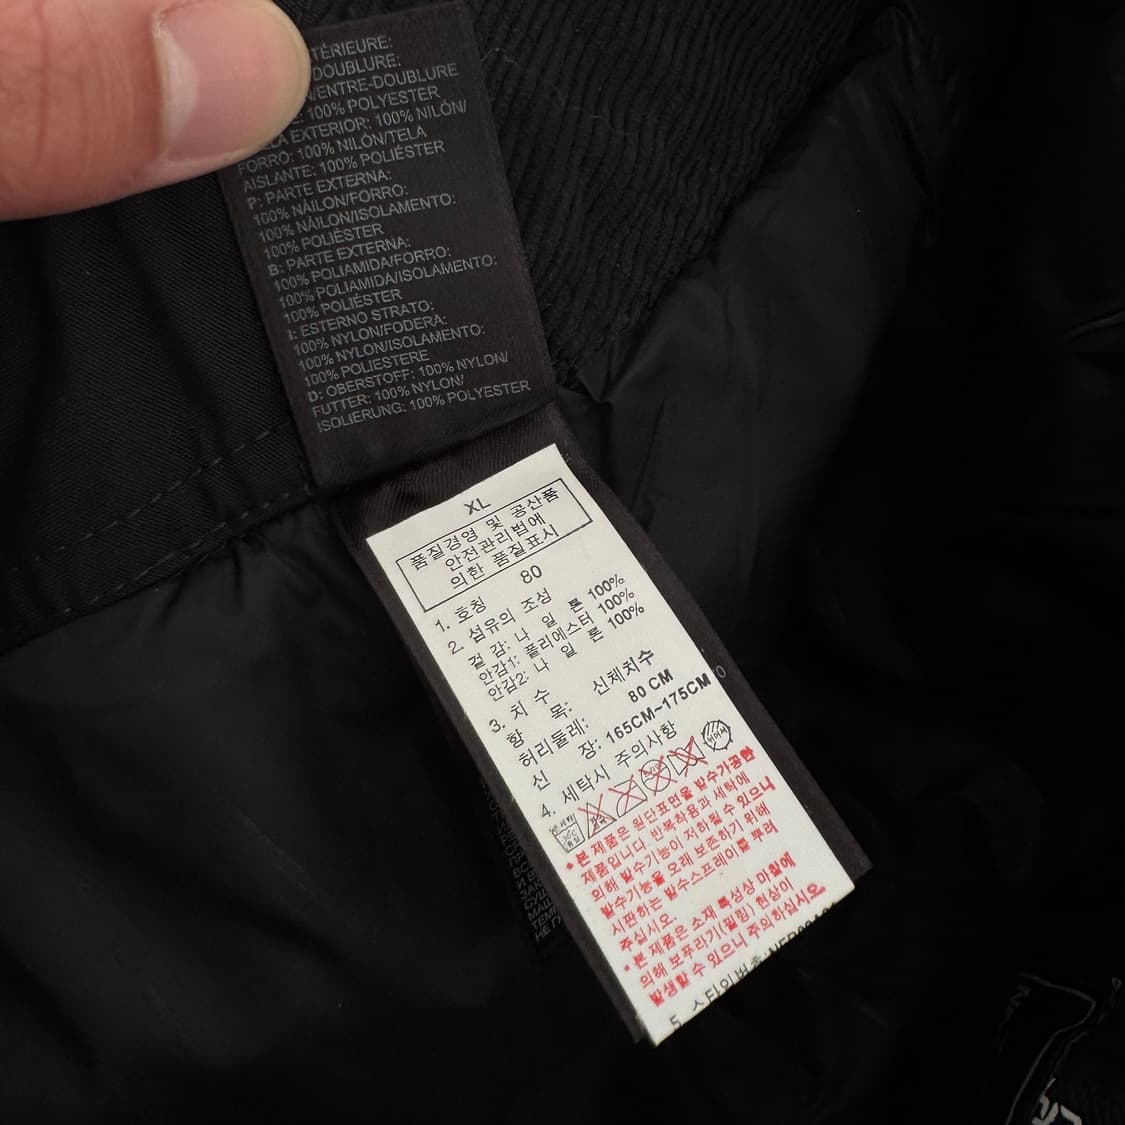 TÉRIEURE:
DOUBLURE:
N/ENTRE-DOUBLURE
100% POLYESTER
LA EXTERIOR: 100% NILÓN/
FORRO: 100% NILÓN/TELA
AISLANTE: 100% POLIÉSTER
P: PARTE EXTERNA:
100% NÁILON/FORRO:
100% NÁILON/ISOLAMENTO:
100% POLIÉSTER
B: PARTE EXTERNA:
100% POLIAMIDA/FORRO:
100% POLIAMIDA/ISOLAMENTO:
100% POLIÉSTER
I: ESTERNO STRATO:
100% NYLON/FODERA:
100% NYLON/ISOLAMENTO:
100% POLIESTERE
D: OBERSTOFF: 100% NYLON/
FUTTER: 100% NYLON/
ISOLIERUNG: 100% POLYESTER
XL
품질경영 및 공산품
안전관리법에
의한 품질표시
1. 호칭 80
2. 섬유의 조성
겉 감: 나 일 론 100%
안감1: 폴리에스터 100%
안감2: 나 일 론 100%
3. 치 수
항 목: 신체치수
허리둘레: 80 CM
신 장: 165CM~175CM
4. 세탁시 주의사항
*본 제품은 원단표면을 발수가공한
제품입니다. 반복착용과 세탁에
의해 발수기능이 저하될 수 있으니
발수기능을 오래 보존하기 위해
시판하는 발수스프레이를 뿌려
주십시오.
*본 제품은 소재 특성상 마찰에
의해 보푸라기(필링) 현상이
발생할 수 있으니 주의하십시오.
5. 스타일번호: